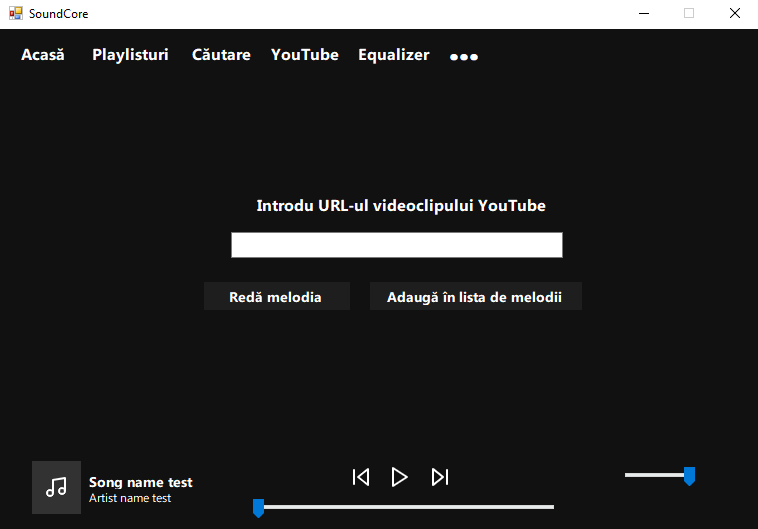 SoundCore
Acasă Playlisturi Căutare YouTube Equalizer
Introdu URL-ul videoclipului YouTube
Redă melodia Adaugă în lista de melodii
Song name test
Artist name test